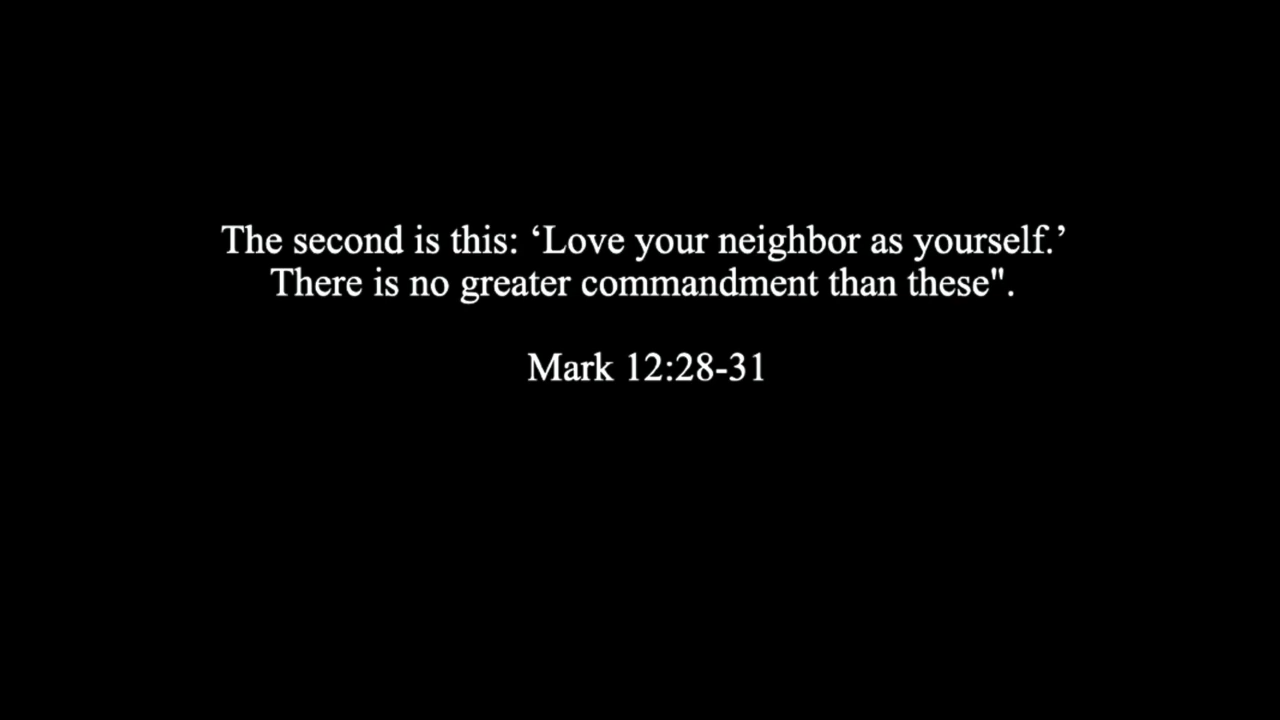 The second is this: ‘Love your neighbor as yourself.’
There is no greater commandment than these".
Mark 12:28-31